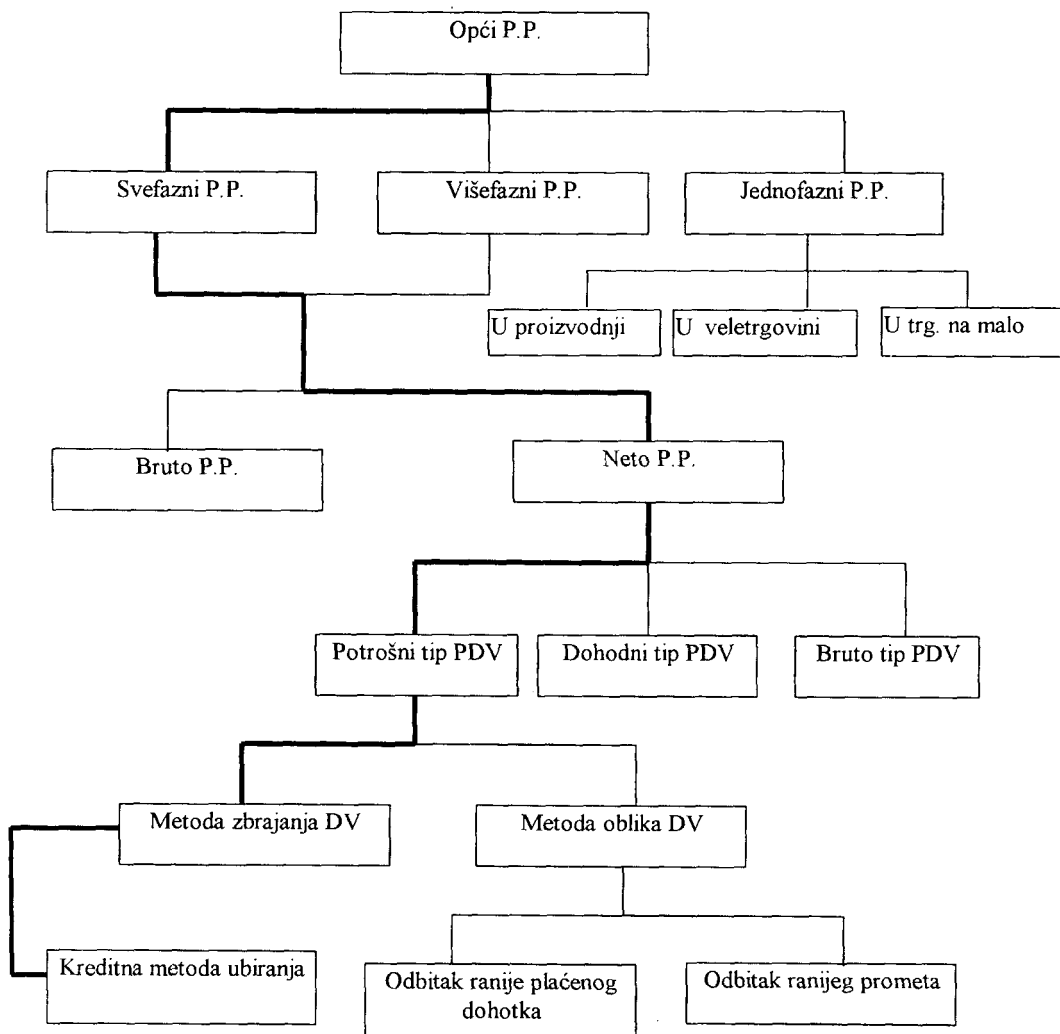 Opći P.P.
Svefazni P.P.
Višefazni P.P.
Jednofazni P.P.
U proizvodnji
U veletrgovini
U trg. na malo
Bruto P.P.
Neto P.P.
Potrošni tip PDV
Dohodni tip PDV
Bruto tip PDV
Metoda zbrajanja DV
Metoda oblika DV
Kreditna metoda ubiranja
Odbitak ranije plaćenog
dohotka
Odbitak ranijeg prometa